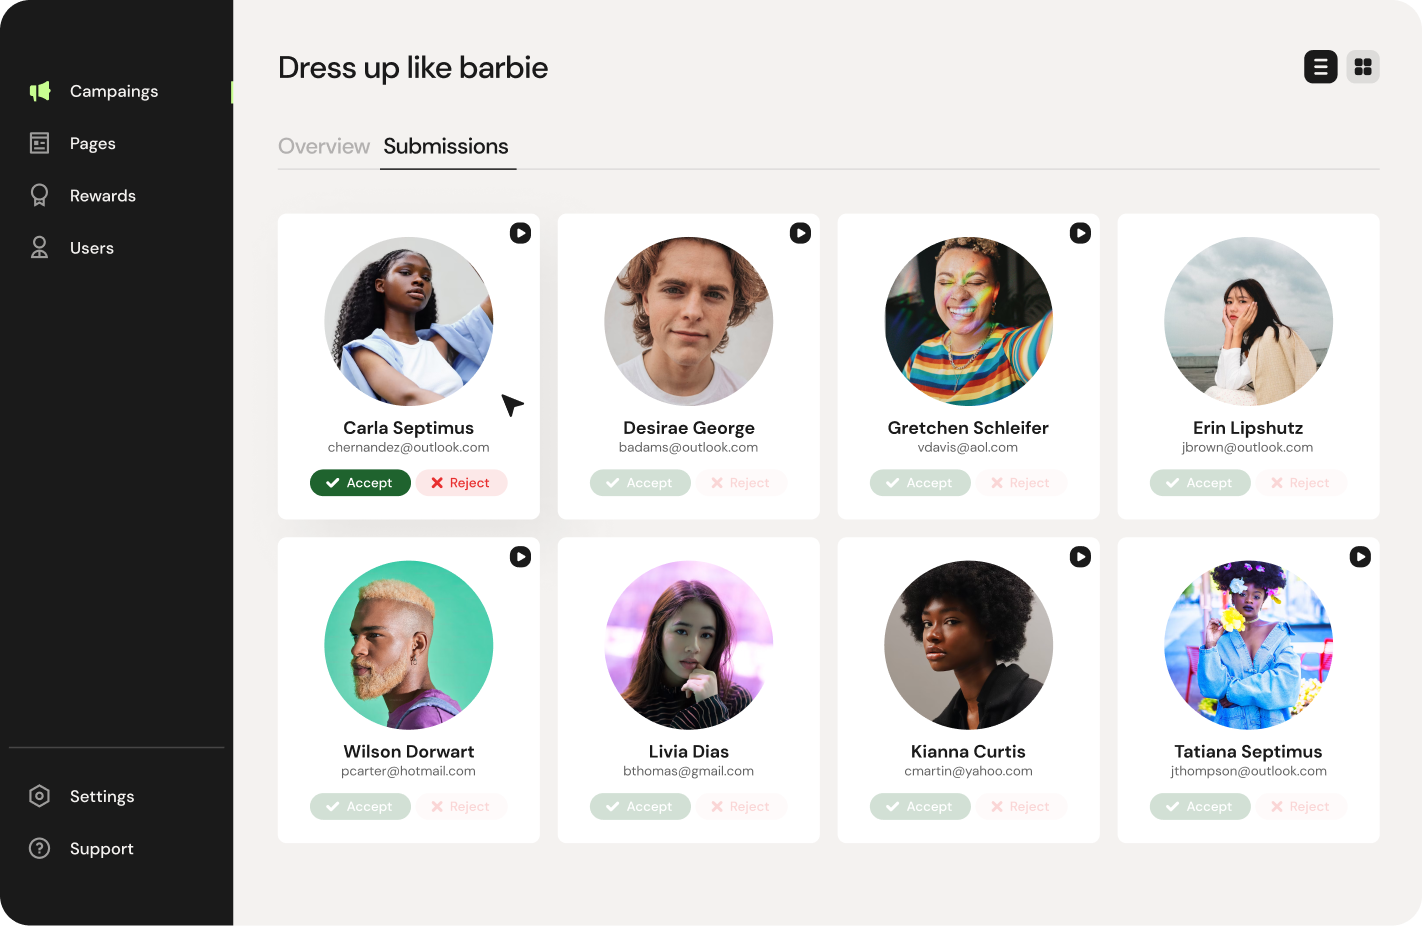 Campaings
Pages
Rewards
Users
Settings
Support
Dress up like barbie
Overview Submissions
Carla Septimus
chernandez@outlook.com
Accept Reject
Desirae George
badams@outlook.com
Accept Reject
Gretchen Schleifer
vdavis@aol.com
Accept Reject
Erin Lipshutz
jbrown@outlook.com
Accept Reject
Wilson Dorwart
pcarter@hotmail.com
Accept Reject
Livia Dias
bthomas@gmail.com
Accept Reject
Kianna Curtis
cmartin@yahoo.com
Accept Reject
Tatiana Septimus
jthompson@outlook.com
Accept Reject